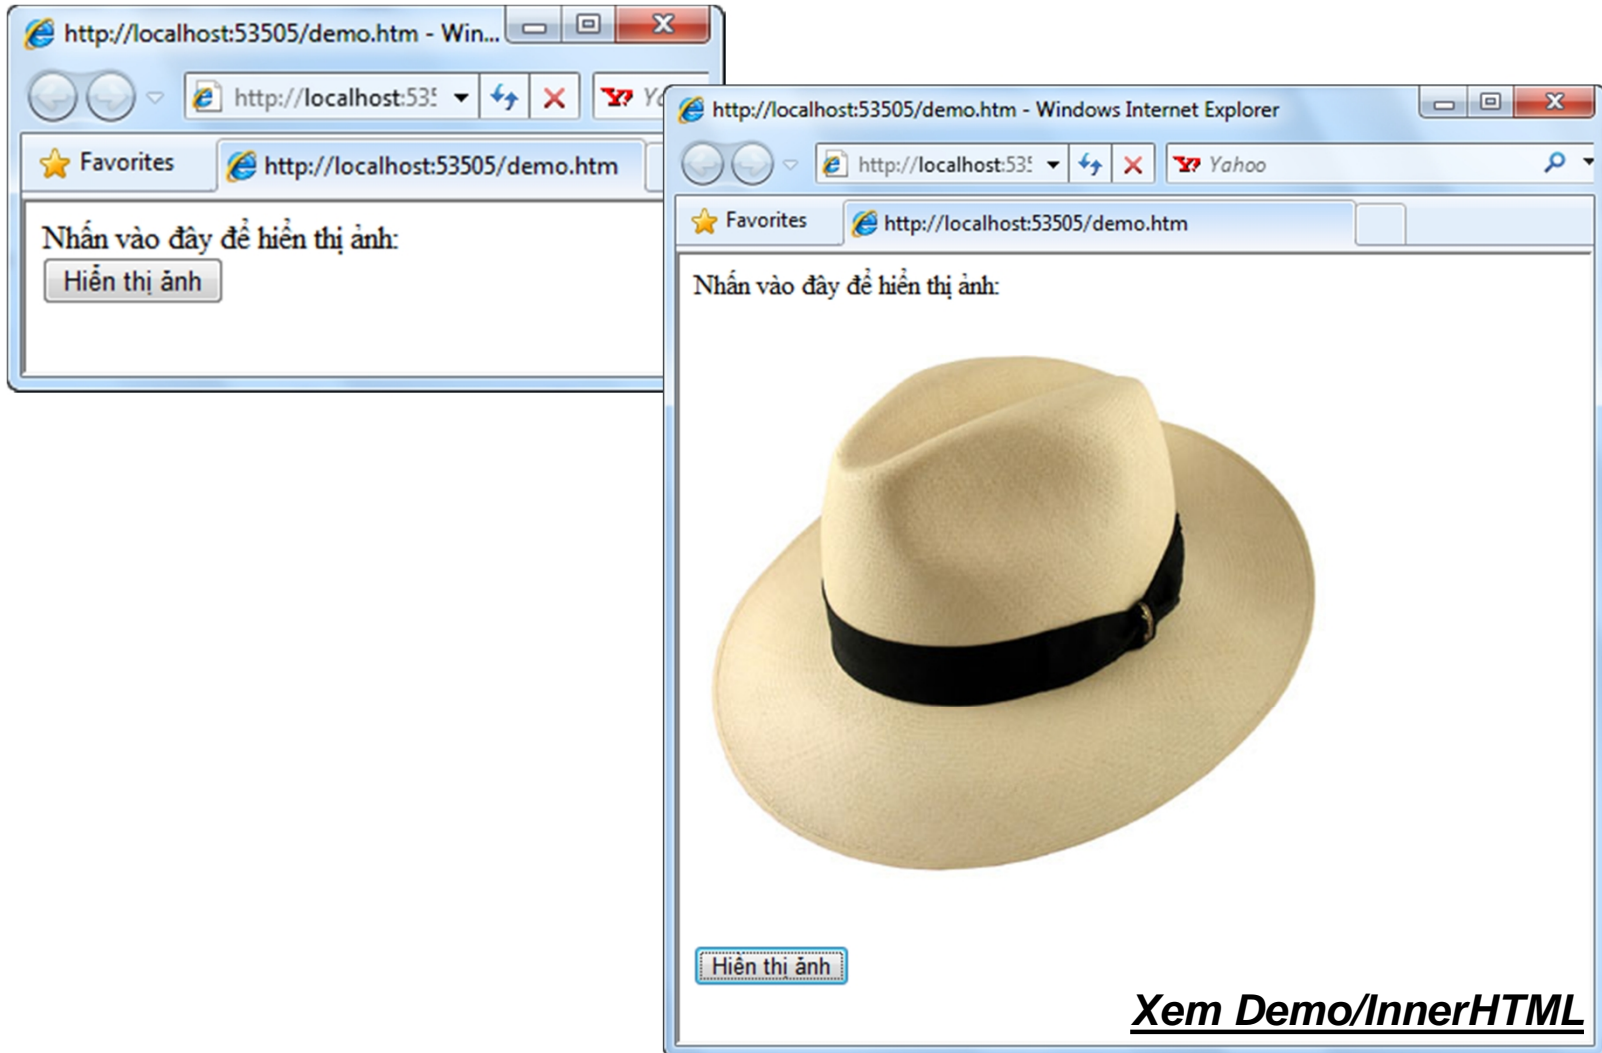 http://localhost:53505/demo.htm - Win...
http://localhost:53
Favorites
http://localhost:53505/demo.htm
Nhấn vào đây để hiển thị ảnh:
Hiển thị ảnh
http://localhost:53505/demo.htm - Windows Internet Explorer
http://localhost:53
Yahoo
Favorites
http://localhost:53505/demo.htm
Nhấn vào đây để hiển thị ảnh:
Hiển thị ảnh
Xem Demo/InnerHTML